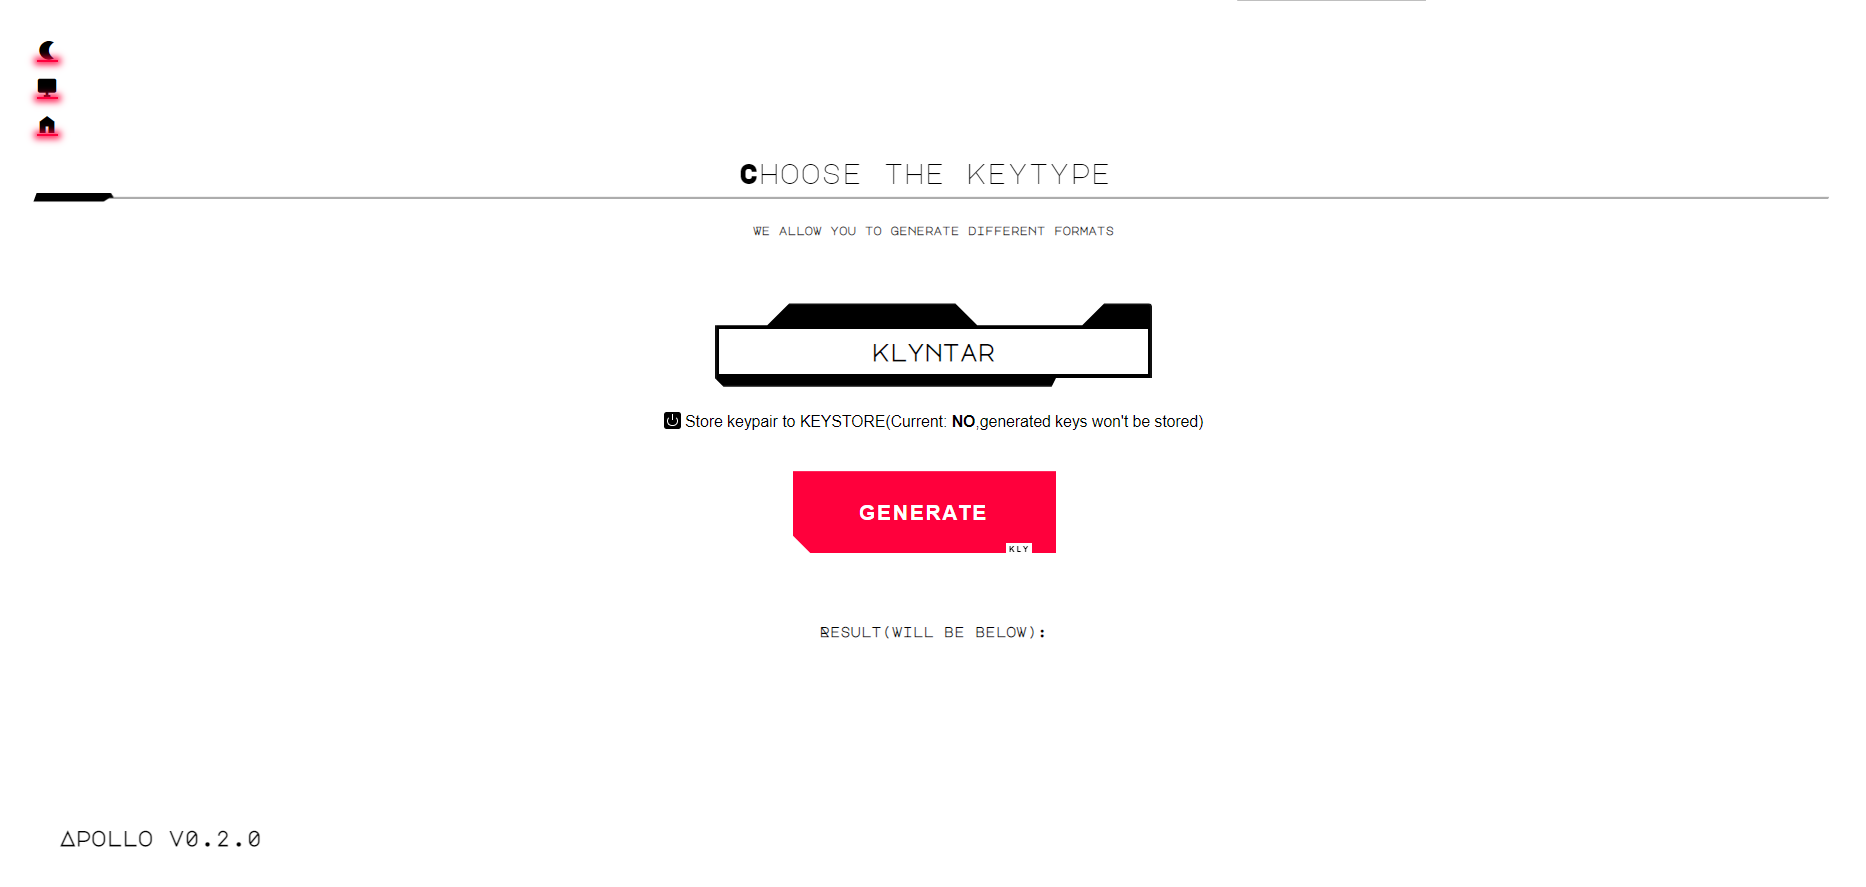 CHOOSE THE KEYTYPE
WE ALLOW YOU TO GENERATE DIFFERENT FORMATS
KLYNTAR
Store keypair to KEYSTORE(Current: NO,generated keys won't be stored)
GENERATE
KLY
RESULT(WILL BE BELOW):
ΔPOLLO V0.2.0